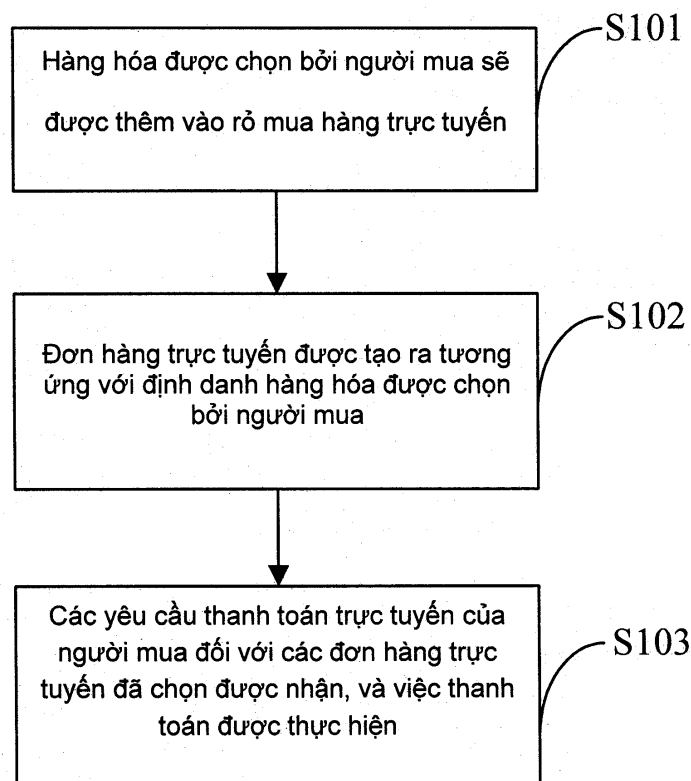 S101
Hàng hóa được chọn bởi người mua sẽ
được thêm vào rỏ mua hàng trực tuyến
S102
Đơn hàng trực tuyến được tạo ra tương
ứng với định danh hàng hóa được chọn
bởi người mua
Các yêu cầu thanh toán trực tuyến của
người mua đối với các đơn hàng trực
S103
tuyến đã chọn được nhận, và việc thanh
toán được thực hiện